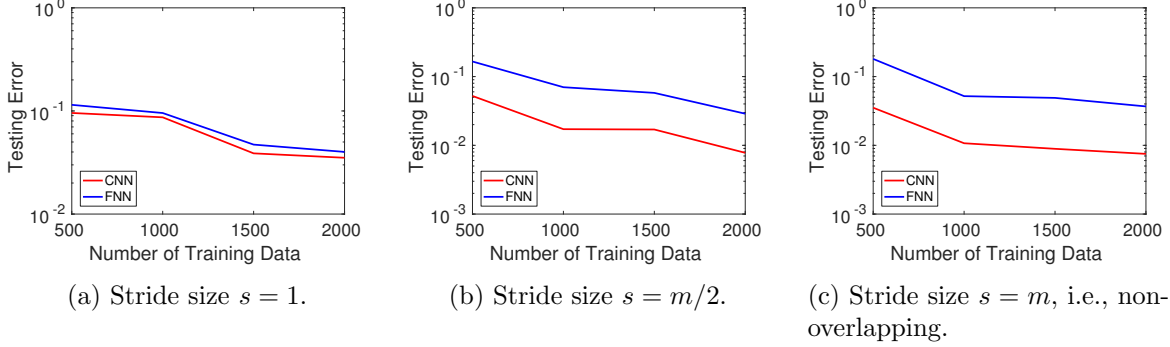 10^0
10^-1
10^-2
Testing Error
CNN
FNN
500
1000
1500
2000
Number of Training Data
(a) Stride size s = 1.
10^0
10^-1
10^-2
10^-3
Testing Error
CNN
FNN
500
1000
1500
2000
Number of Training Data
(b) Stride size s = m/2.
10^0
10^-1
10^-2
10^-3
Testing Error
CNN
FNN
500
1000
1500
2000
Number of Training Data
(c) Stride size s = m, i.e., non-
overlapping.